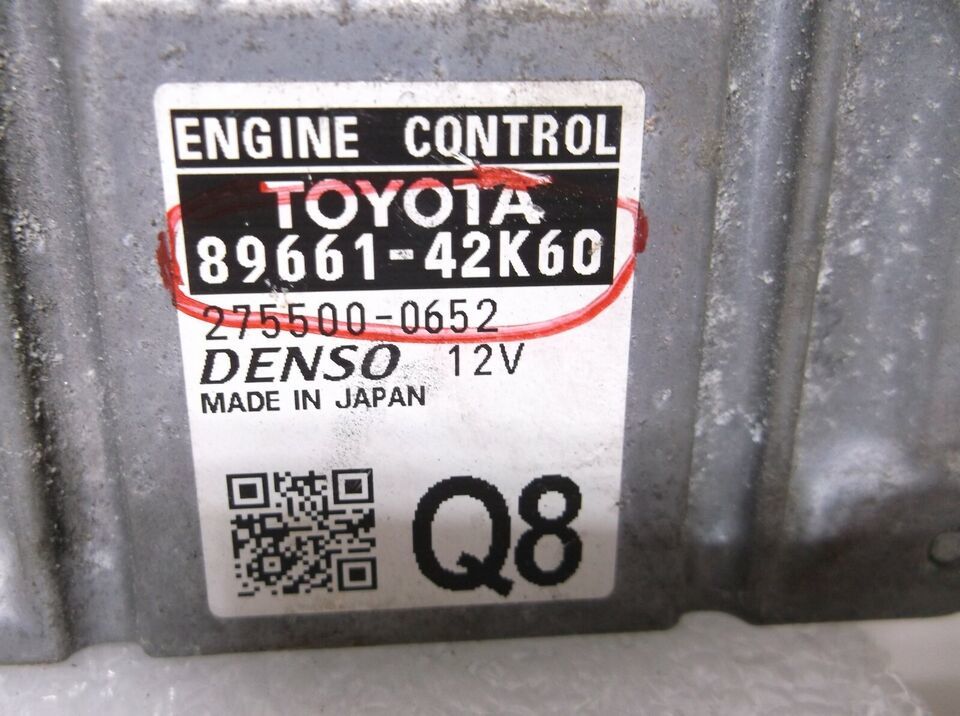 ENGINE CONTROL
TOYOTA
89661-42K60
275500-0652
DENSO 12V
MADE IN JAPAN
Q8